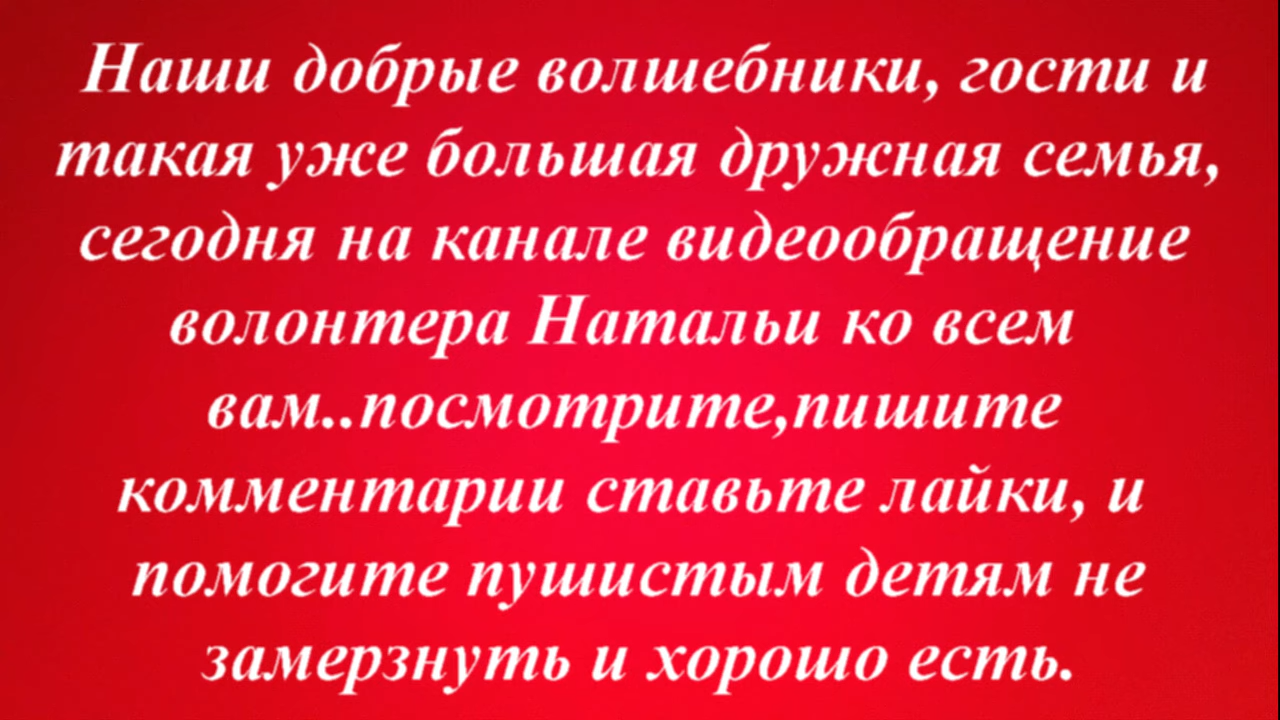 Наши добрые волшебники, гости и
такая уже большая дружная семья,
сегодня на канале видеообращение
волонтера Натальи ко всем
вам..посмотрите,пишите
комментарии ставьте лайки, и
помогите пушистым детям не
замерзнуть и хорошо есть.